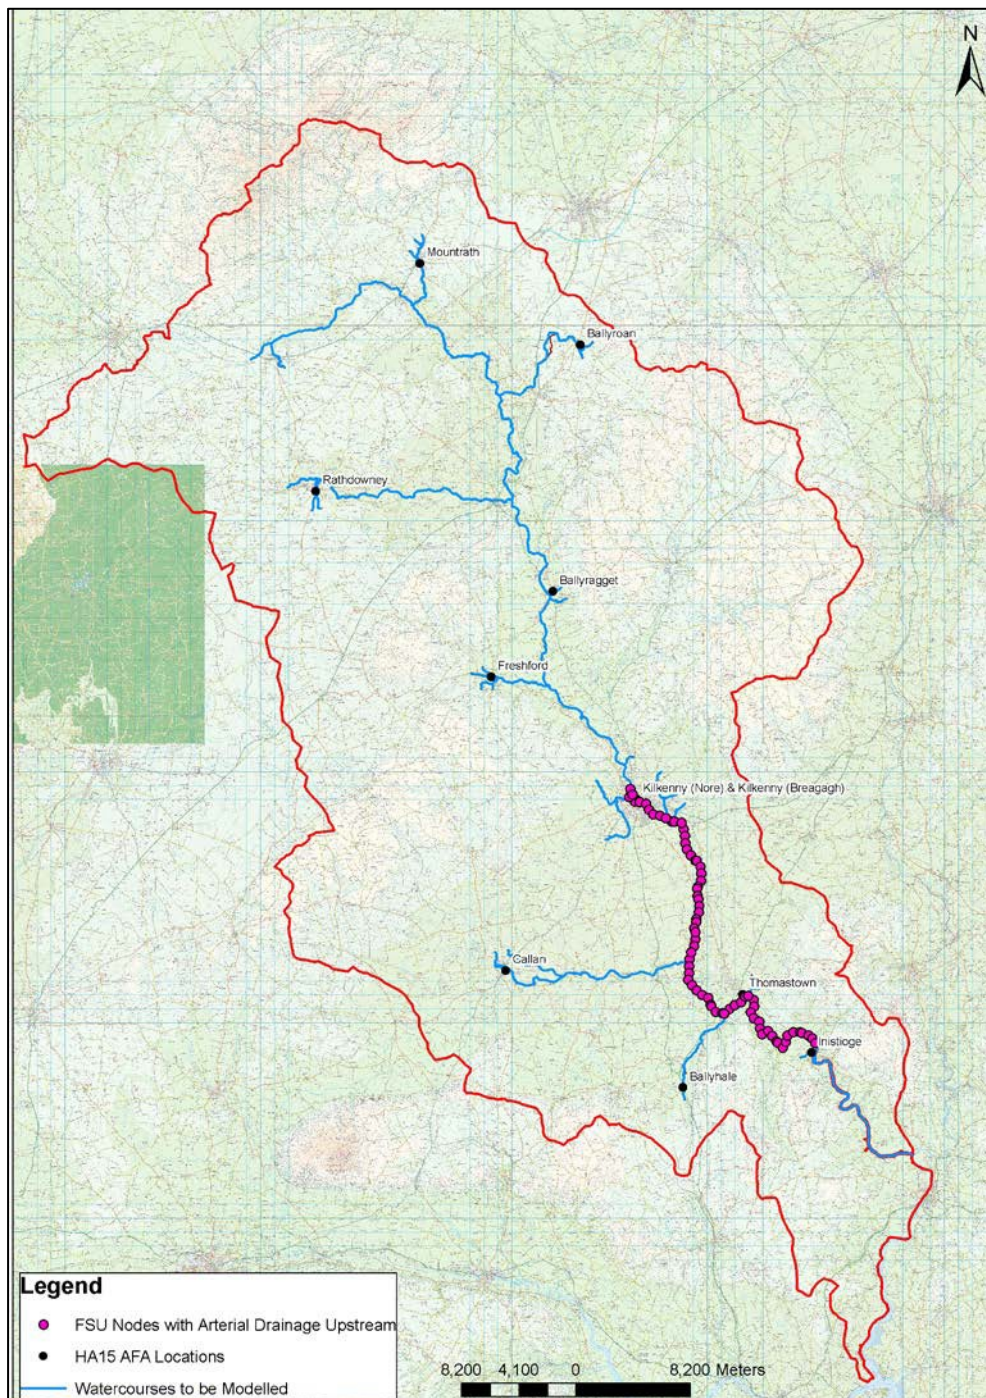 N
Mountrath
Ballyroan
Rathdowney
Ballyragget
Freshford
Kilkenny (Nore) & Kilkenny (Breagagh)
Callan
Thomastown
Inistioge
Ballyhale
Legend
FSU Nodes with Arterial Drainage Upstream
HA15 AFA Locations
Watercourses to be Modelled
8,200 4,100 0 8,200 Meters